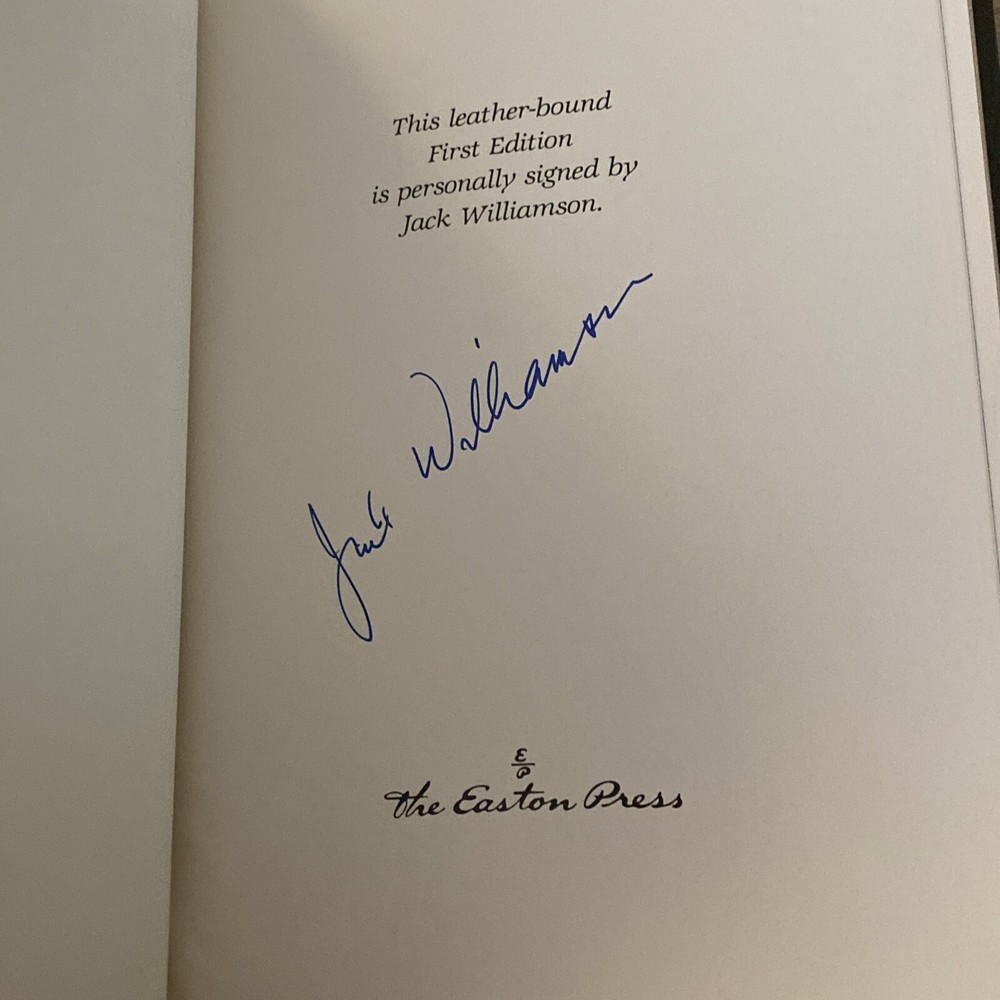 This leather-bound
First Edition
is personally signed by
Jack Williamson.
Jack Williamson
E
P
The Easton Press